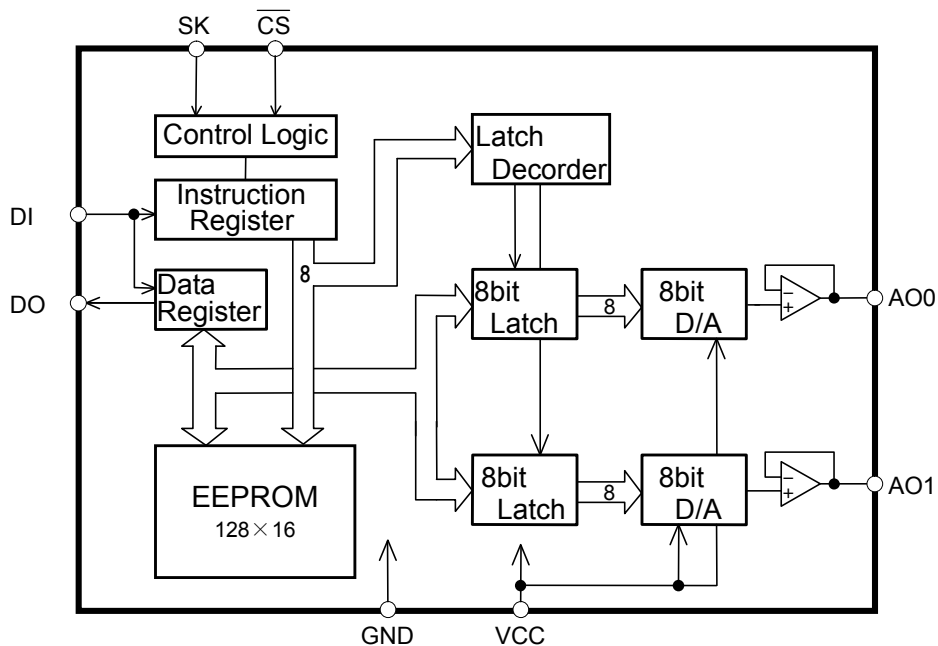 SK
C̅S̅
Control Logic
Latch
Decorder
Instruction
Register
DI
8
Data
Register
DO
8bit
Latch
8
8bit
D/A
−
+
AO0
EEPROM
128×16
8bit
Latch
8
8bit
D/A
−
+
AO1
GND
VCC